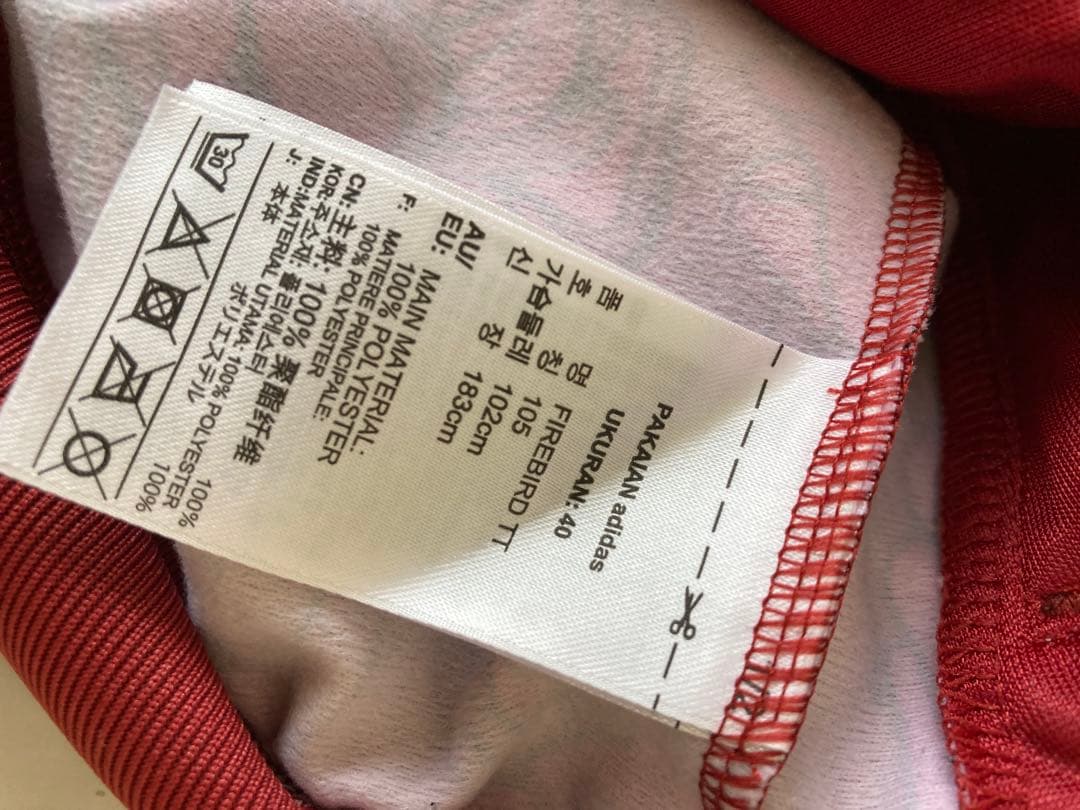 PAKAIAN adidas
UKURAN: 40
품 명 FIREBIRD TT
호 칭 105
가슴둘레 102cm
신 장 183cm
AU/
EU: MAIN MATERIAL:
100% POLYESTER
F: MATIERE PRINCIPALE:
100% POLYESTER
CN: 主料: 100% 聚酯纤维
KOR:주소재: 폴리에스터 100%
IND:MATERIAL UTAMA: 100% POLYESTER
J: 本体 ポリエステル 100%
30